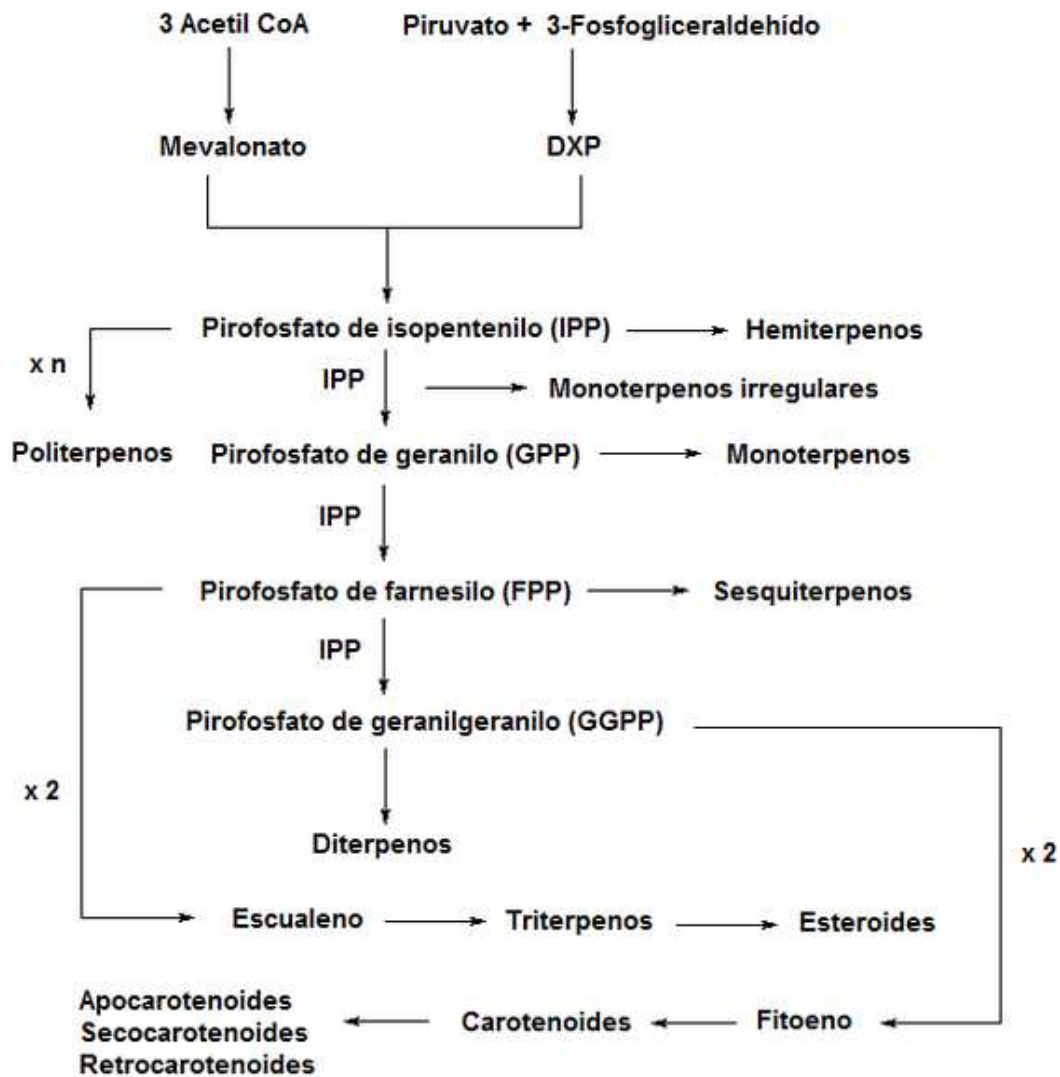 3 Acetil CoA
Piruvato + 3-Fosfogliceraldehído
Mevalonato
DXP
Pirofosfato de isopentenilo (IPP)
Hemiterpenos
x n
IPP
Monoterpenos irregulares
Politerpenos
Pirofosfato de geranilo (GPP)
Monoterpenos
IPP
Pirofosfato de farnesilo (FPP)
Sesquiterpenos
IPP
Pirofosfato de geranilgeranilo (GGPP)
x 2
Diterpenos
x 2
Escualeno
Triterpenos
Esteroides
Apocarotenoides
Secocarotenoides
Retrocarotenoides
Carotenoides
Fitoeno